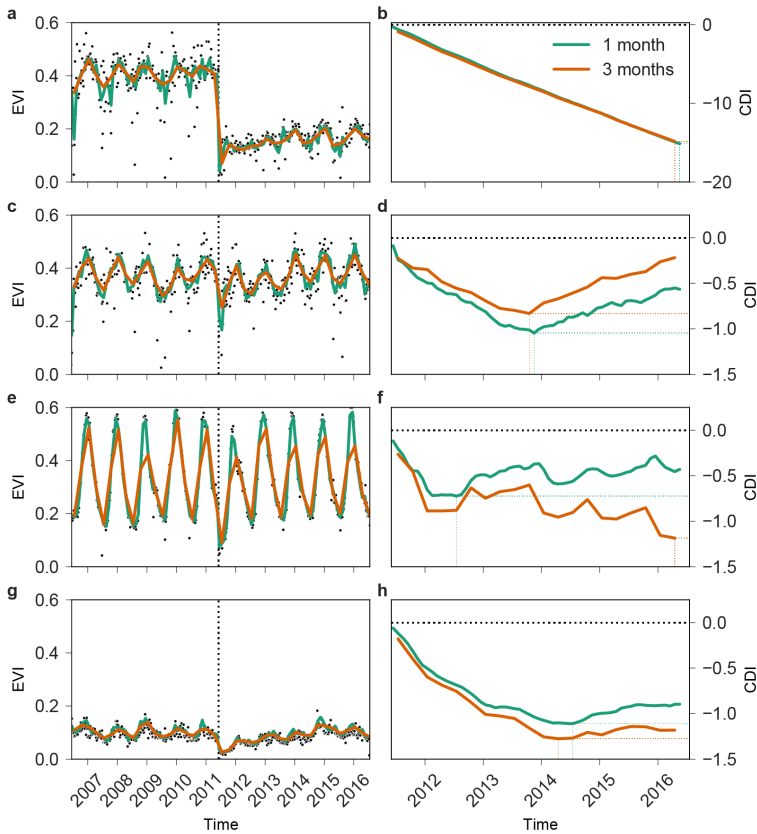 a
b
0.6
0.4
0.2
0.0
EVI
1 month
3 months
0
−10
−20
CDI
c
d
0.6
0.4
0.2
0.0
EVI
0.0
−0.5
−1.0
−1.5
CDI
e
f
0.6
0.4
0.2
0.0
EVI
0.0
−0.5
−1.0
−1.5
CDI
g
h
0.6
0.4
0.2
0.0
EVI
0.0
−0.5
−1.0
−1.5
CDI
2007 2008 2009 2010 2011 2012 2013 2014 2015 2016
2012 2013 2014 2015 2016
Time
Time